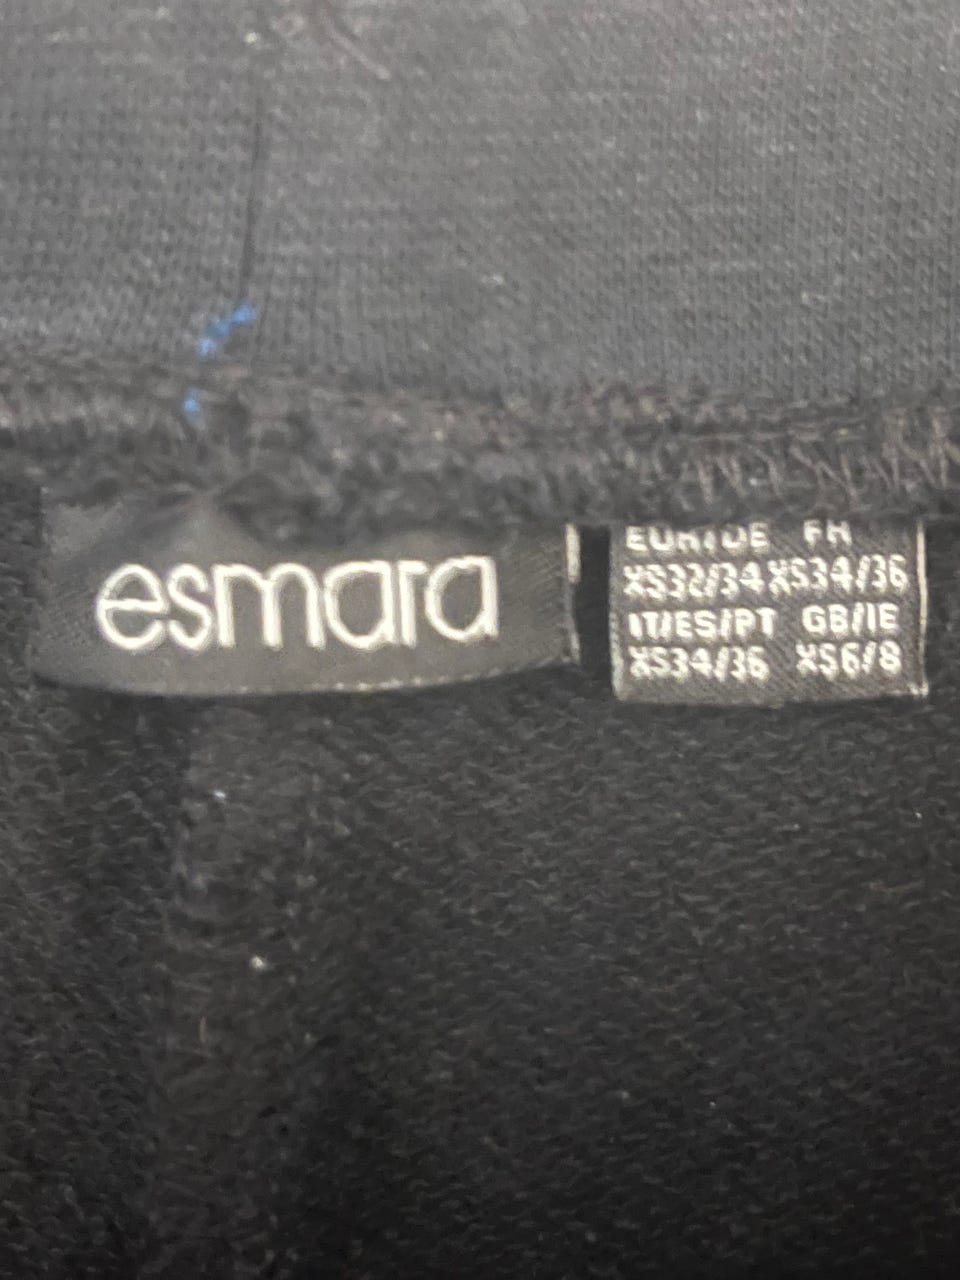 esmara
EUR/DE FR
XS32/34 XS34/36
IT/ES/PT GB/IE
XS34/36 XS6/8